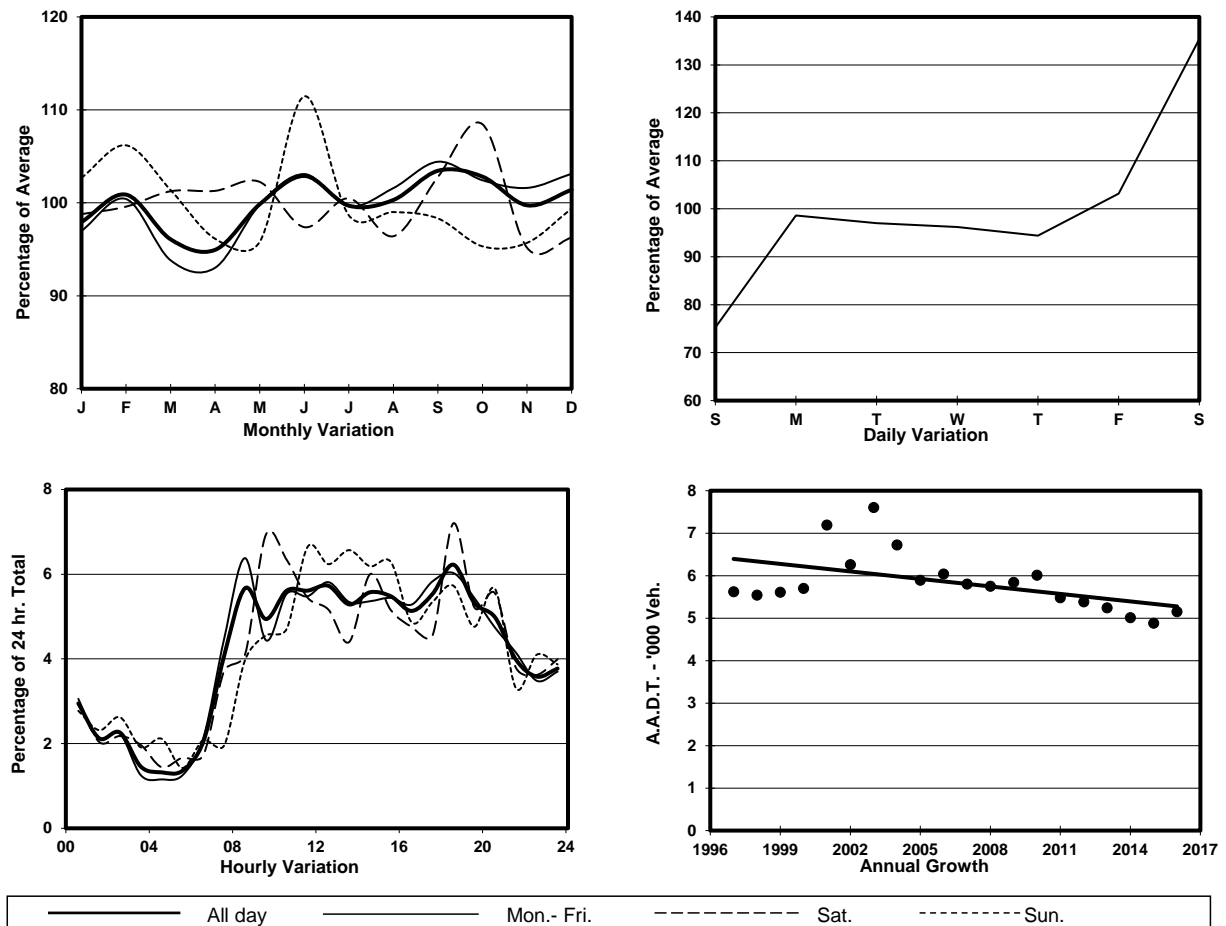 120
110
100
90
80
Percentage of Average
J F M A M J J A S O N D
Monthly Variation
140
130
120
110
100
90
80
70
60
Percentage of Average
S M T W T F S
Daily Variation
8
6
4
2
0
Percentage of 24 hr. Total
00 04 08 12 16 20 24
Hourly Variation
8
7
6
5
4
3
2
1
0
A.A.D.T. - '000 Veh.
1996 1999 2002 2005 2008 2011 2014 2017
Annual Growth
All day Mon.- Fri. Sat. Sun.